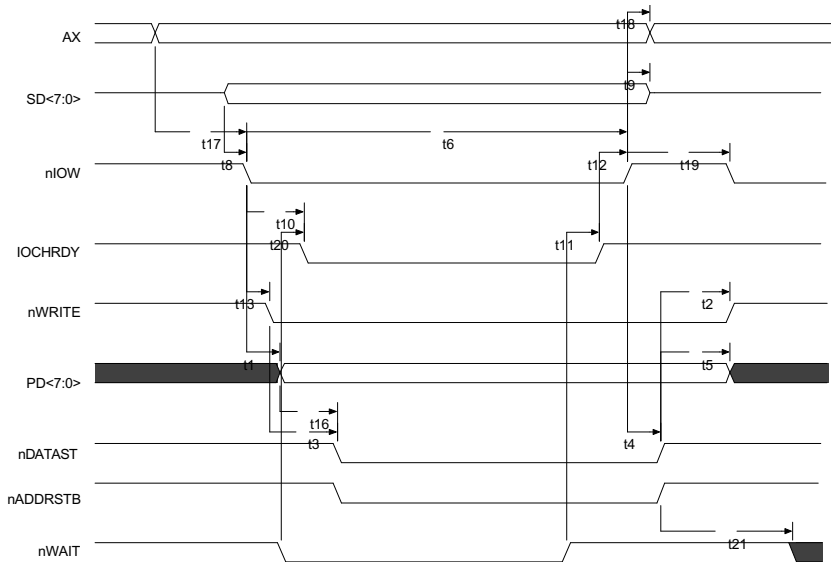 t18
AX
SD<7:0>
t9
t17
t6
t8
t12
t19
nIOW
t10
IOCHRDY
t20
t11
nWRITE
t13
t2
t1
t5
PD<7:0>
t16
t3
t4
nDATAST
nADDRSTB
t21
nWAIT